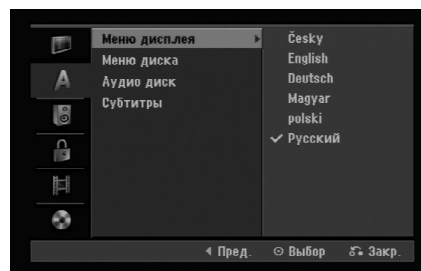 Меню дисплея
Меню диска
Аудио диск
Субтитры
Česky
English
Deutsch
Magyar
polski
Русский
Пред.
Выбор
Закр.